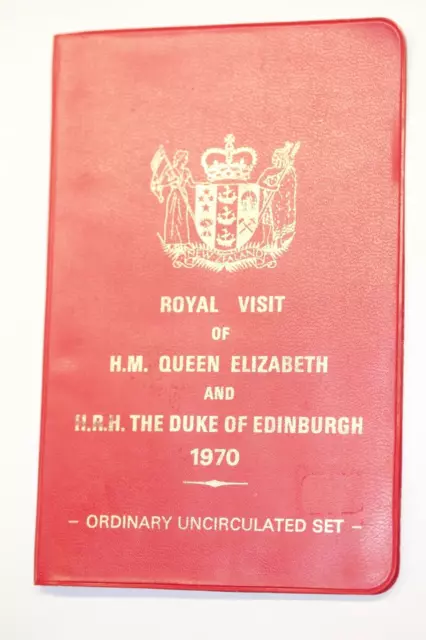 NEW ZEALAND
ROYAL VISIT
OF
H.M. QUEEN ELIZABETH
AND
H.R.H. THE DUKE OF EDINBURGH
1970
- ORDINARY UNCIRCULATED SET -